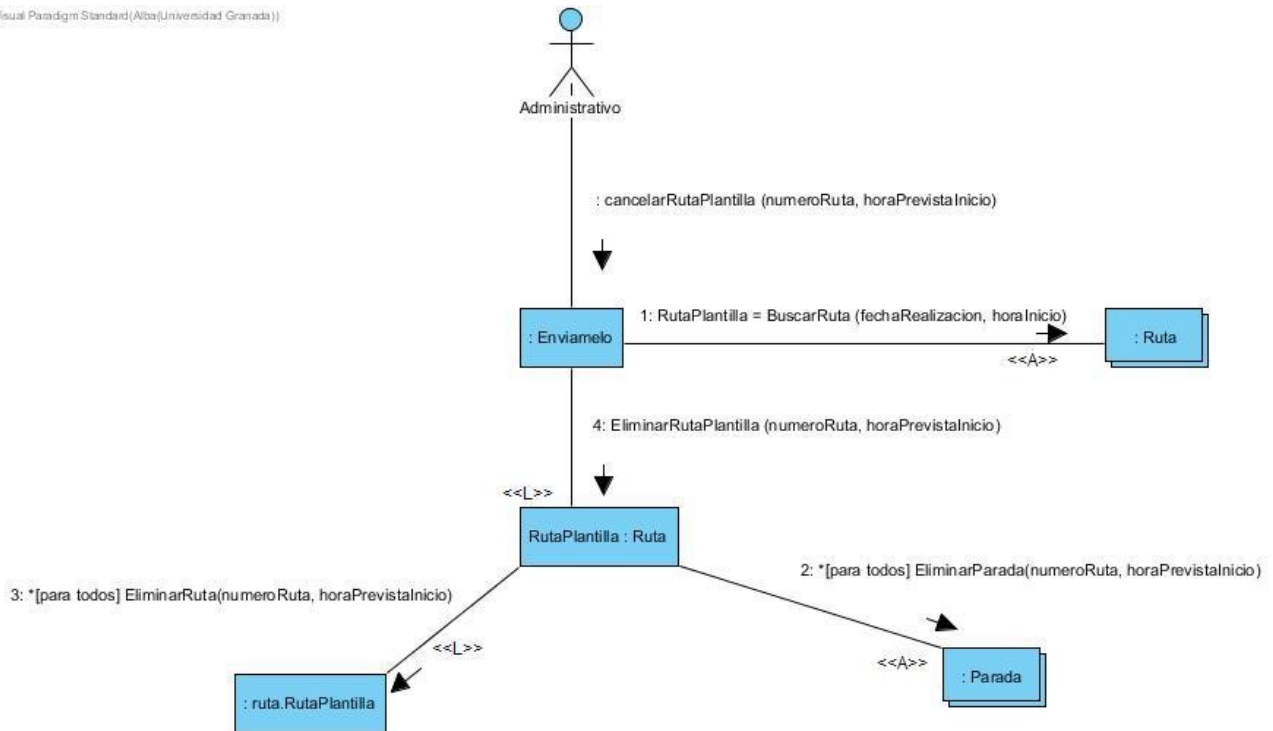 isual Paradigm Standard(Alba(Universidad Granada))
Administrativo
: cancelarRutaPlantilla (numeroRuta, horaPrevistaInicio)
1: RutaPlantilla = BuscarRuta (fechaRealizacion, horaInicio)
: Enviamelo
: Ruta
<<A>>
4: EliminarRutaPlantilla (numeroRuta, horaPrevistaInicio)
<<L>>
RutaPlantilla : Ruta
2: *[para todos] EliminarParada(numeroRuta, horaPrevistaInicio)
3: *[para todos] EliminarRuta(numeroRuta, horaPrevistaInicio)
<<L>>
<<A>>
: Parada
: ruta.RutaPlantilla